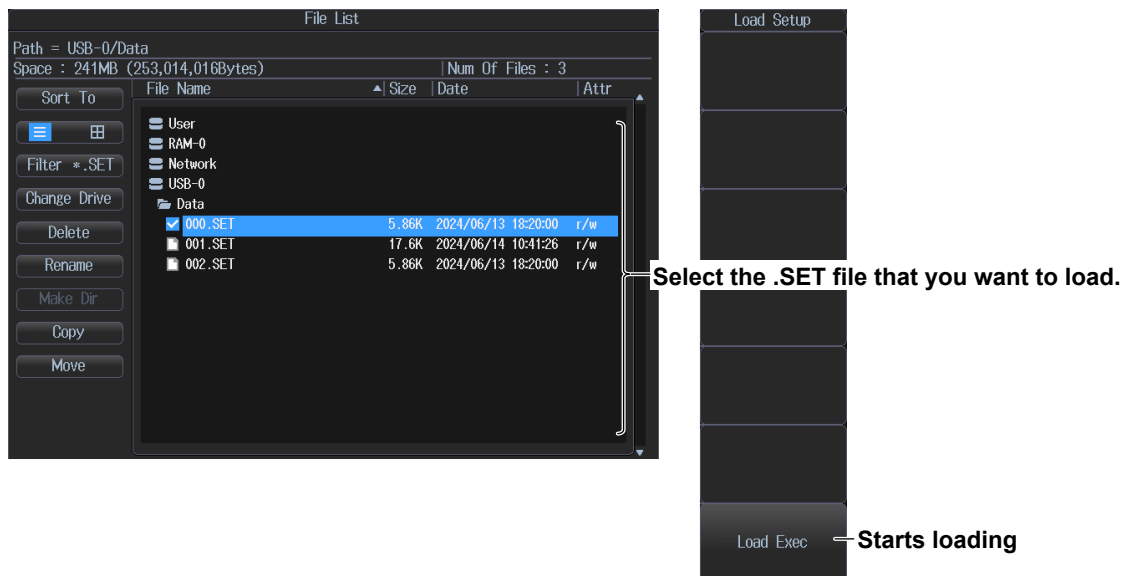 File List
Path = USB-0/Data
Space : 241MB (253,014,016Bytes) Num Of Files : 3
File Name Size Date Attr
Sort To
Filter *.SET
Change Drive
Delete
Rename
Make Dir
Copy
Move
User
RAM-0
Network
USB-0
Data
000.SET 5.86K 2024/06/13 18:20:00 r/w
001.SET 17.6K 2024/06/14 10:41:26 r/w
002.SET 5.86K 2024/06/13 18:20:00 r/w
Select the .SET file that you want to load.
Load Setup
Load Exec
Starts loading